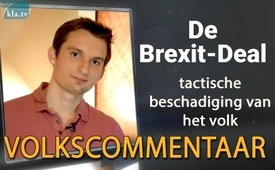 kla.tv
De
Brexit-Deal
tactische
beschadiging van
het volk
VOLKSCOMMENTAAR